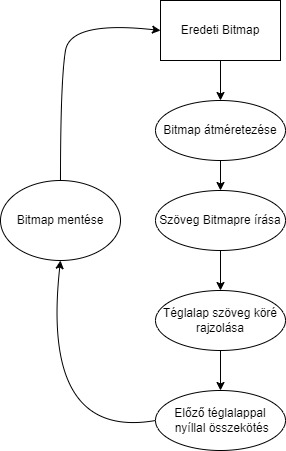 Eredeti Bitmap
Bitmap átméretezése
Szöveg Bitmapre írása
Téglalap szöveg köré
rajzolása
Előző téglalappal
nyíllal összekötés
Bitmap mentése